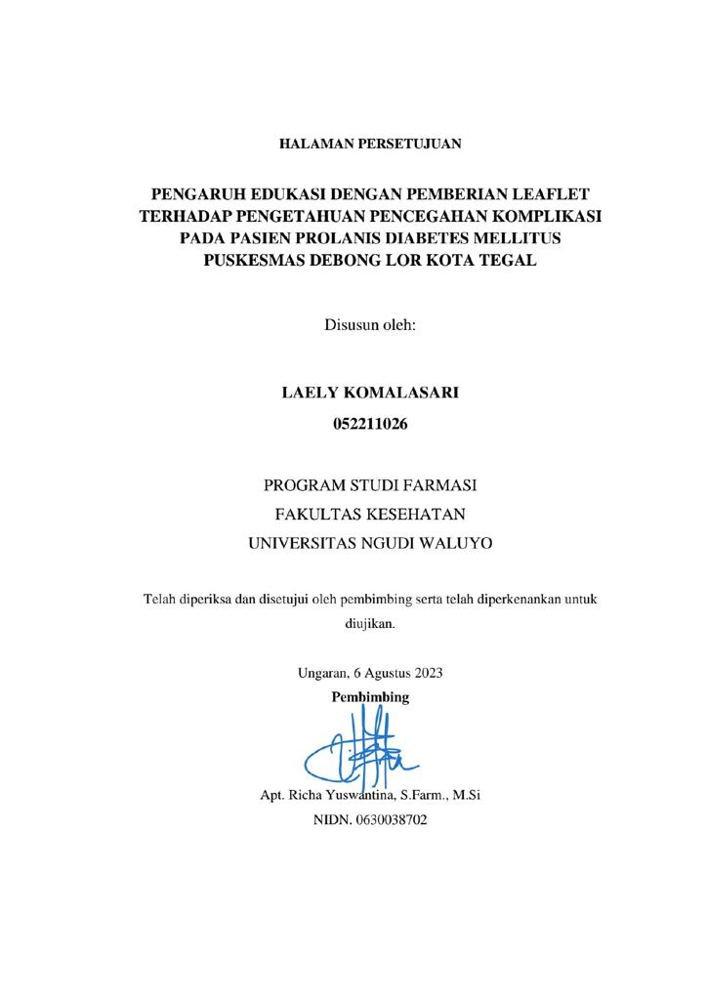 HALAMAN PERSETUJUAN
PENGARUH EDUKASI DENGAN PEMBERIAN LEAFLET
TERHADAP PENGETAHUAN PENCEGAHAN KOMPLIKASI
PADA PASIEN PROLANIS DIABETES MELLITUS
PUSKESMAS DEBONG LOR KOTA TEGAL
Disusun oleh:
LAELY KOMALASARI
052211026
PROGRAM STUDI FARMASI
FAKULTAS KESEHATAN
UNIVERSITAS NGUDI WALUYO
Telah diperiksa dan disetujui oleh pembimbing serta telah diperkenankan untuk
diujikan.
Ungaran, 6 Agustus 2023
Pembimbing
Apt. Richa Yuswantina, S.Farm., M.Si
NIDN. 0630038702